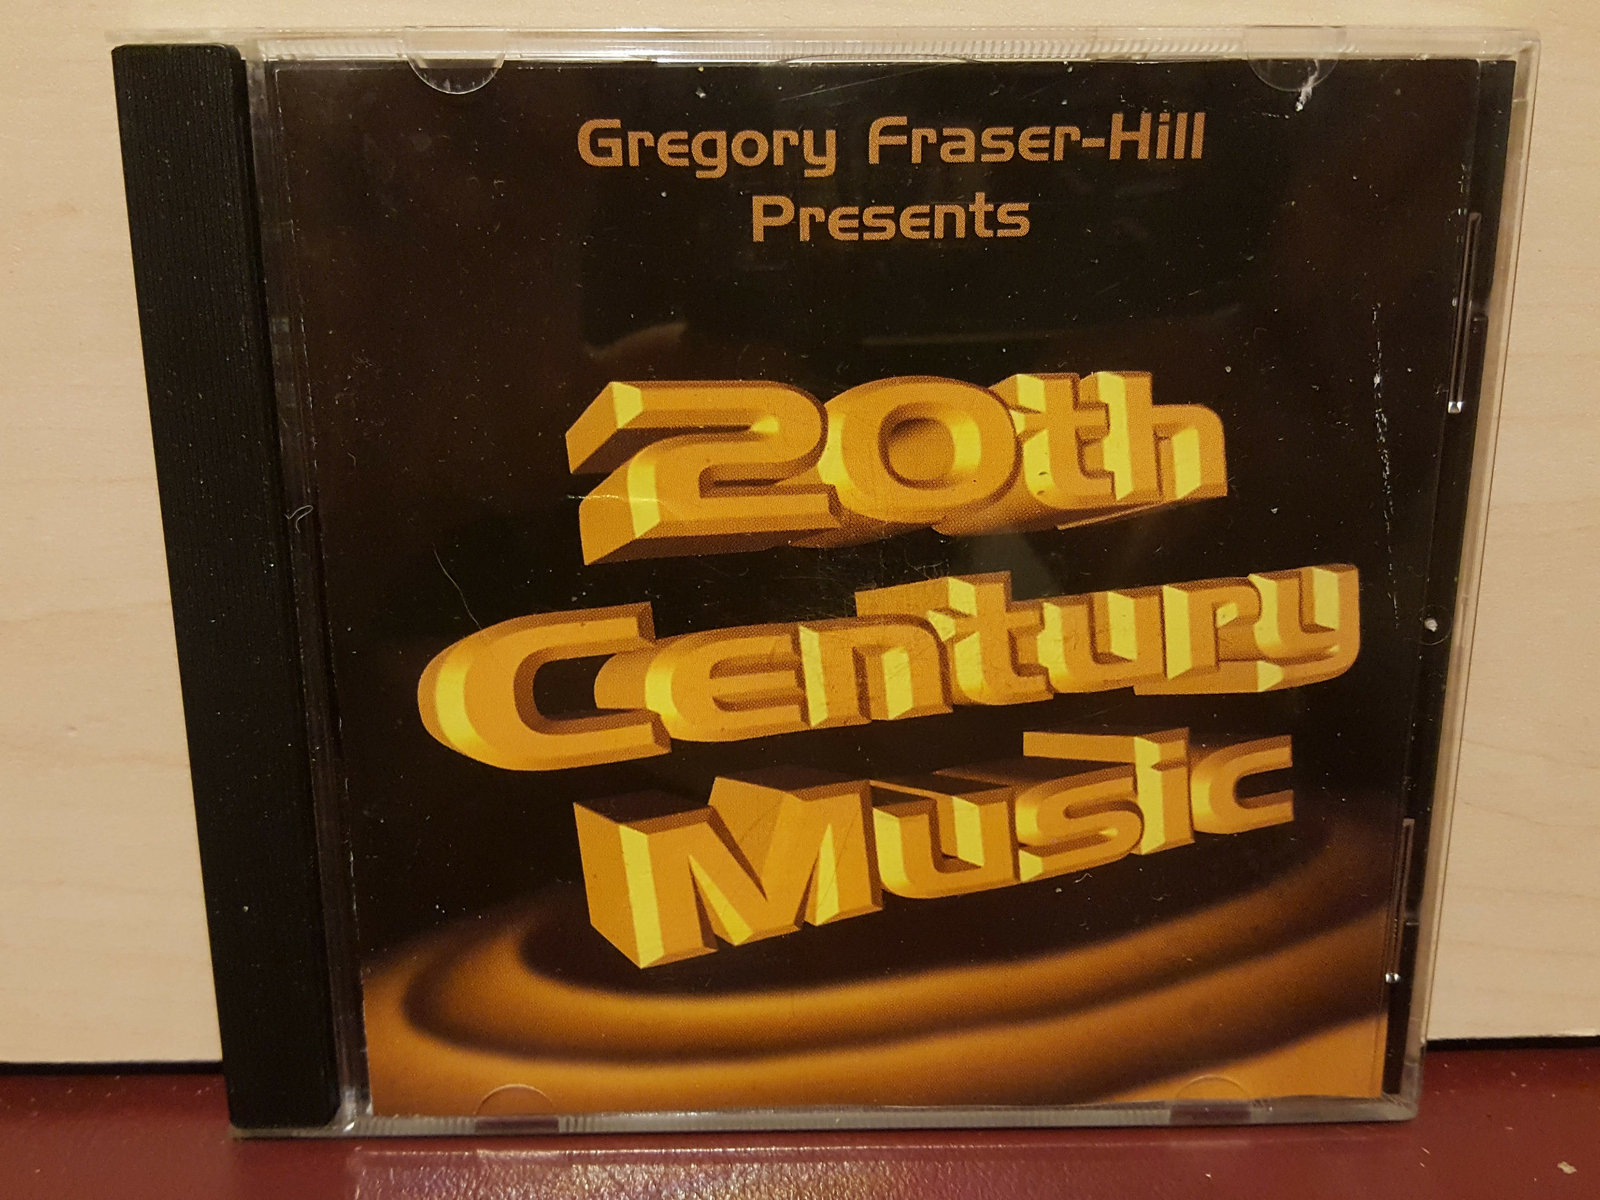 Gregory Fraser-Hill
Presents
20th
Century
Music